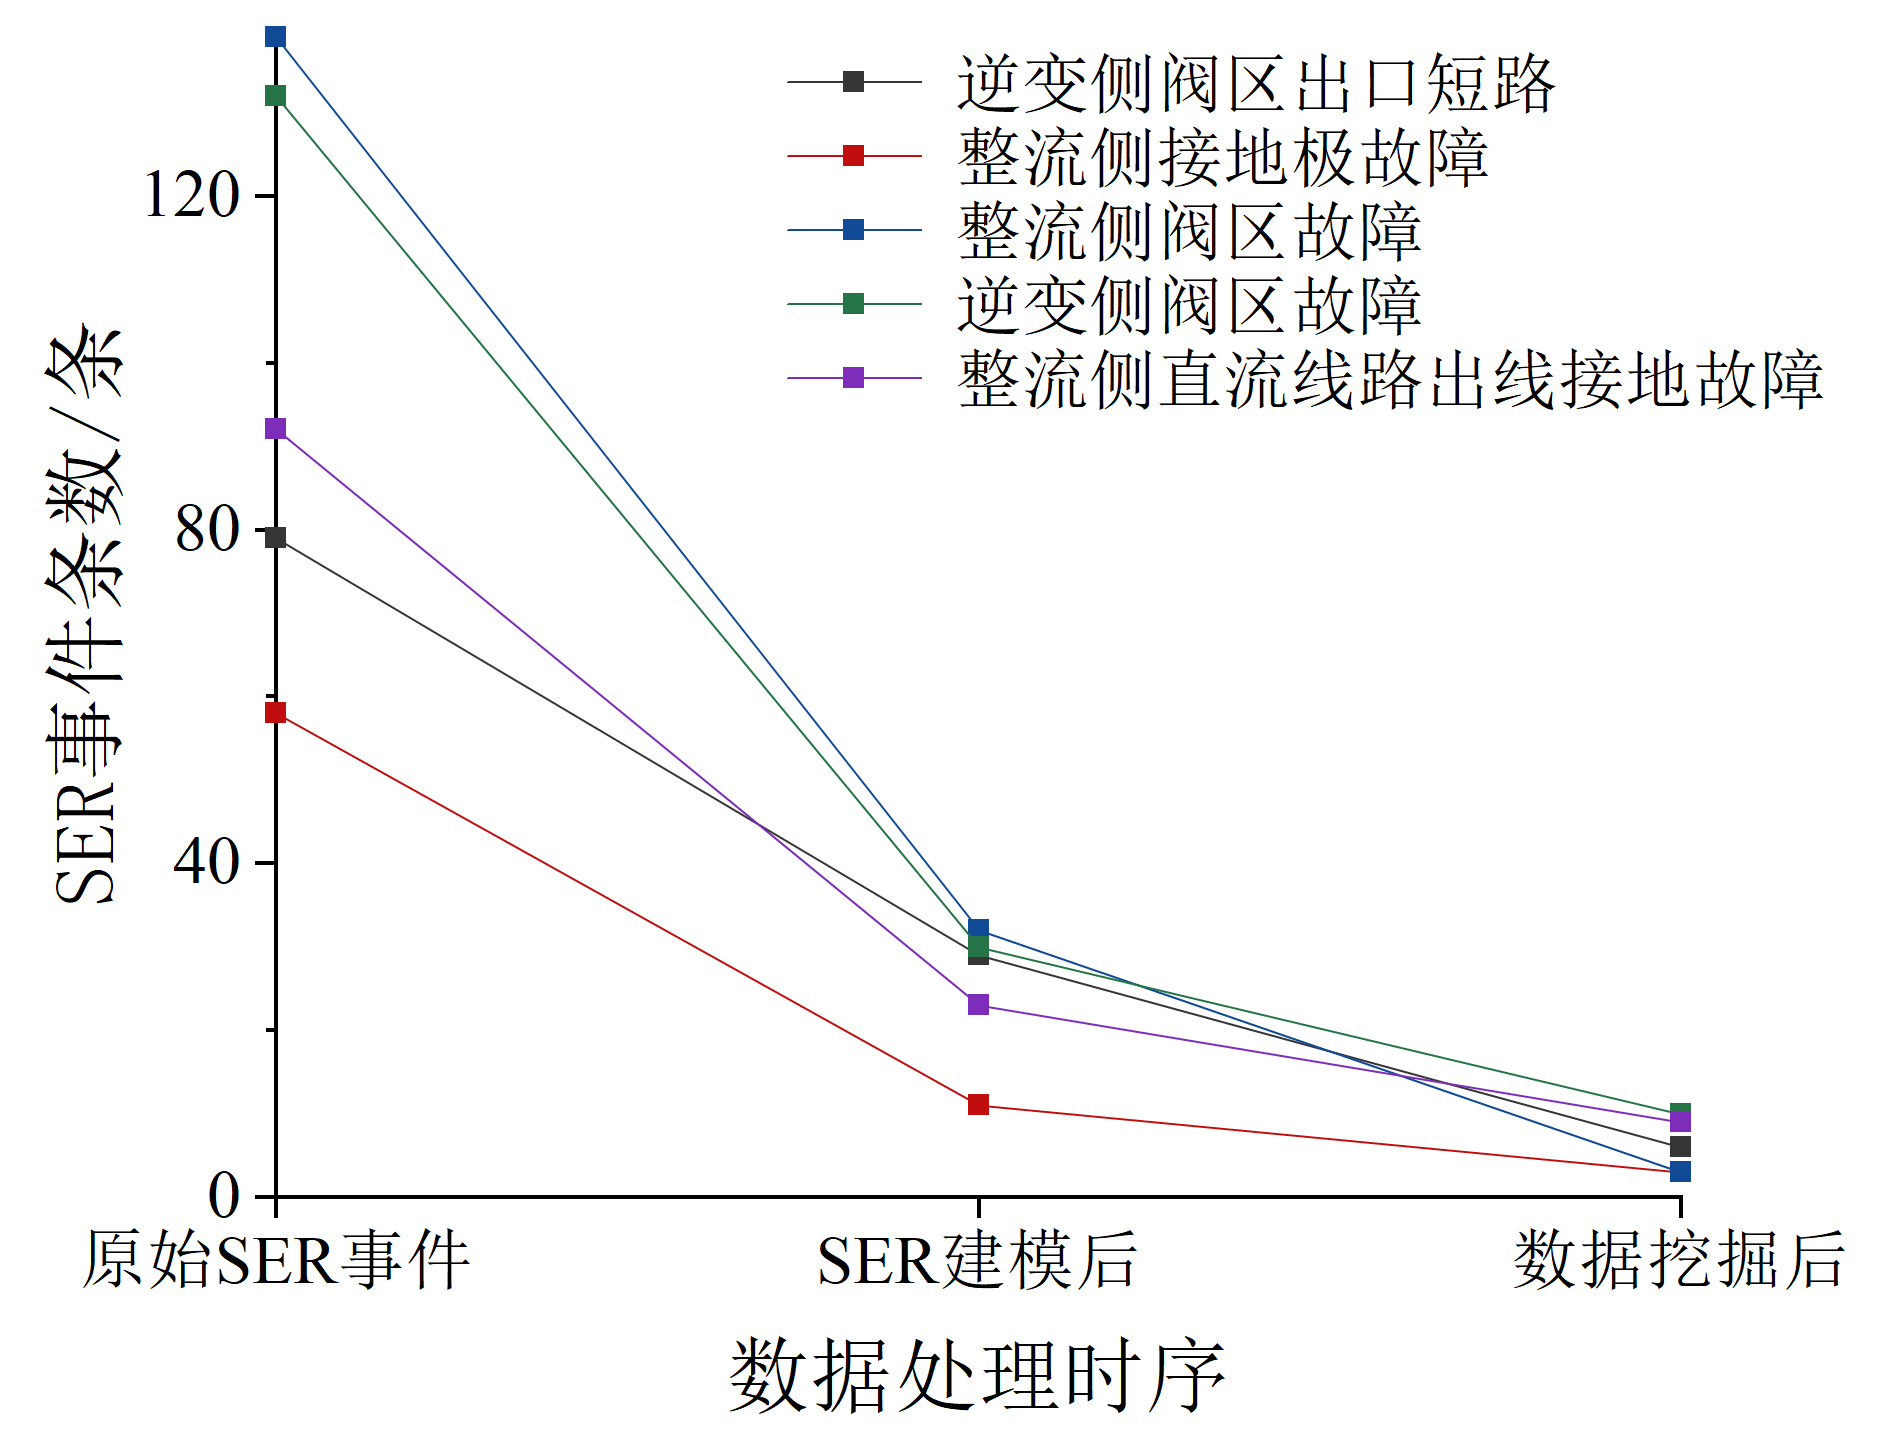 逆变侧阀区出口短路
整流侧接地极故障
整流侧阀区故障
逆变侧阀区故障
整流侧直流线路出线接地故障
SER事件条数/条
120
80
40
0
原始SER事件
SER建模后
数据挖掘后
数据处理时序